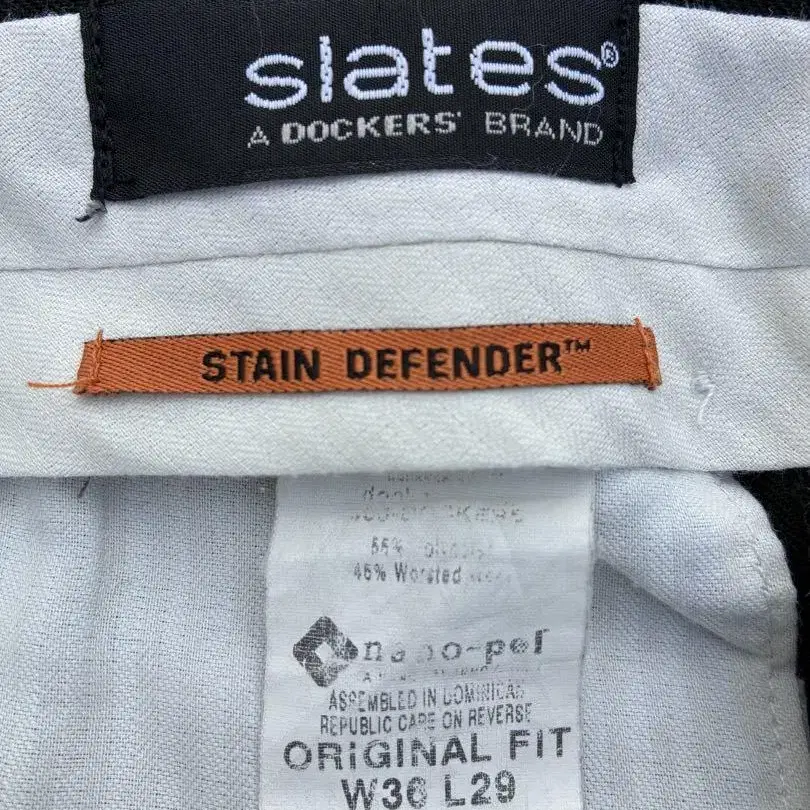 slates®
A DOCKERS® BRAND
STAIN DEFENDER™
55%
45% Worsted
nano-pel
ASSEMBLED IN DOMINICAN
REPUBLIC CARE ON REVERSE
ORiGINAL FIT
W36 L29